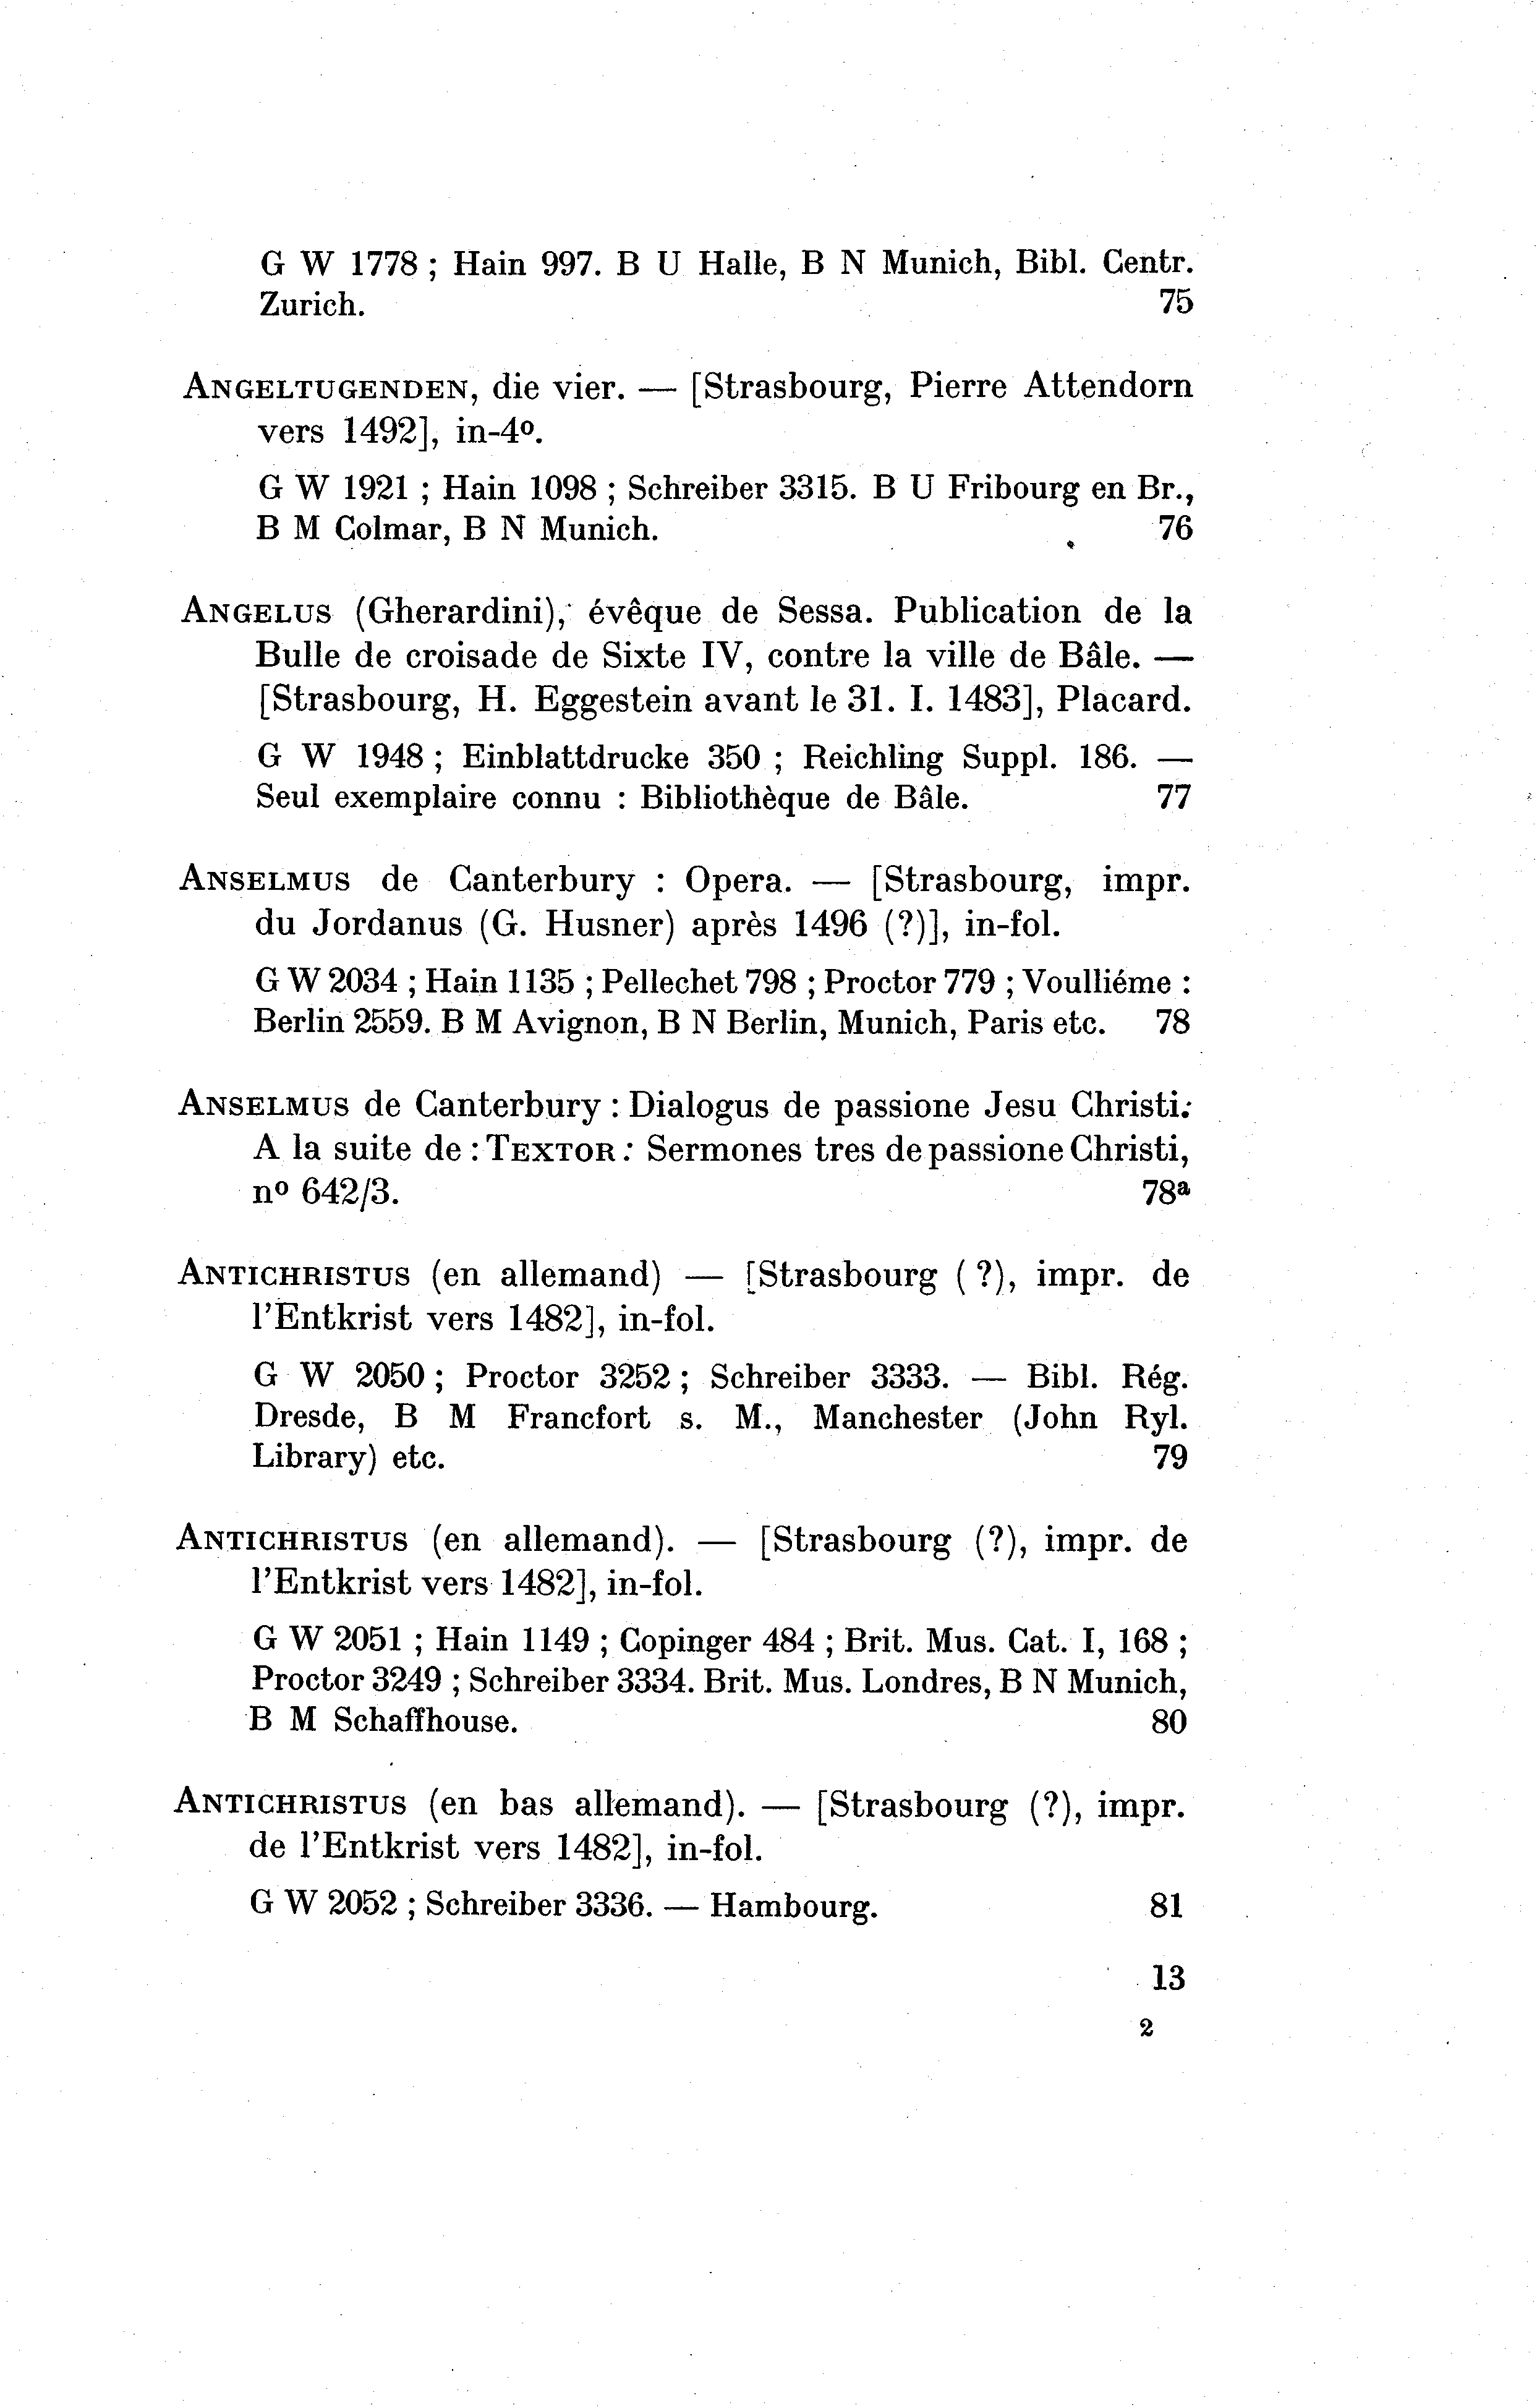 G W 1778 ; Hain 997. B U Halle, B N Munich, Bibl. Centr.
Zurich. 75
ANGELTUGENDEN, die vier. — [Strasbourg, Pierre Attendorn
vers 1492], in-4º.
G W 1921 ; Hain 1098 ; Schreiber 3315. B U Fribourg en Br.,
B M Colmar, B N Munich. 76
ANGELUS (Gherardini), évêque de Sessa. Publication de la
Bulle de croisade de Sixte IV, contre la ville de Bâle. —
[Strasbourg, H. Eggestein avant le 31. I. 1483], Placard.
G W 1948 ; Einblattdrucke 350 ; Reichling Suppl. 186. —
Seul exemplaire connu : Bibliothèque de Bâle. 77
ANSELMUS de Canterbury : Opera. — [Strasbourg, impr.
du Jordanus (G. Husner) après 1496 (?)], in-fol.
G W 2034 ; Hain 1135 ; Pellechet 798 ; Proctor 779 ; Voulliéme :
Berlin 2559. B M Avignon, B N Berlin, Munich, Paris etc. 78
ANSELMUS de Canterbury : Dialogus de passione Jesu Christi:
A la suite de : TEXTOR : Sermones tres de passione Christi,
nº 642/3. 78ª
ANTICHRISTUS (en allemand) — [Strasbourg (?), impr. de
l'Entkrist vers 1482], in-fol.
G W 2050 ; Proctor 3252 ; Schreiber 3333. — Bibl. Rég.
Dresde, B M Francfort s. M., Manchester (John Ryl.
Library) etc. 79
ANTICHRISTUS (en allemand). — [Strasbourg (?), impr. de
l'Entkrist vers 1482], in-fol.
G W 2051 ; Hain 1149 ; Copinger 484 ; Brit. Mus. Cat. I, 168 ;
Proctor 3249 ; Schreiber 3334. Brit. Mus. Londres, B N Munich,
B M Schaffhouse. 80
ANTICHRISTUS (en bas allemand). — [Strasbourg (?), impr.
de l'Entkrist vers 1482], in-fol.
G W 2052 ; Schreiber 3336. — Hambourg. 81
13
2